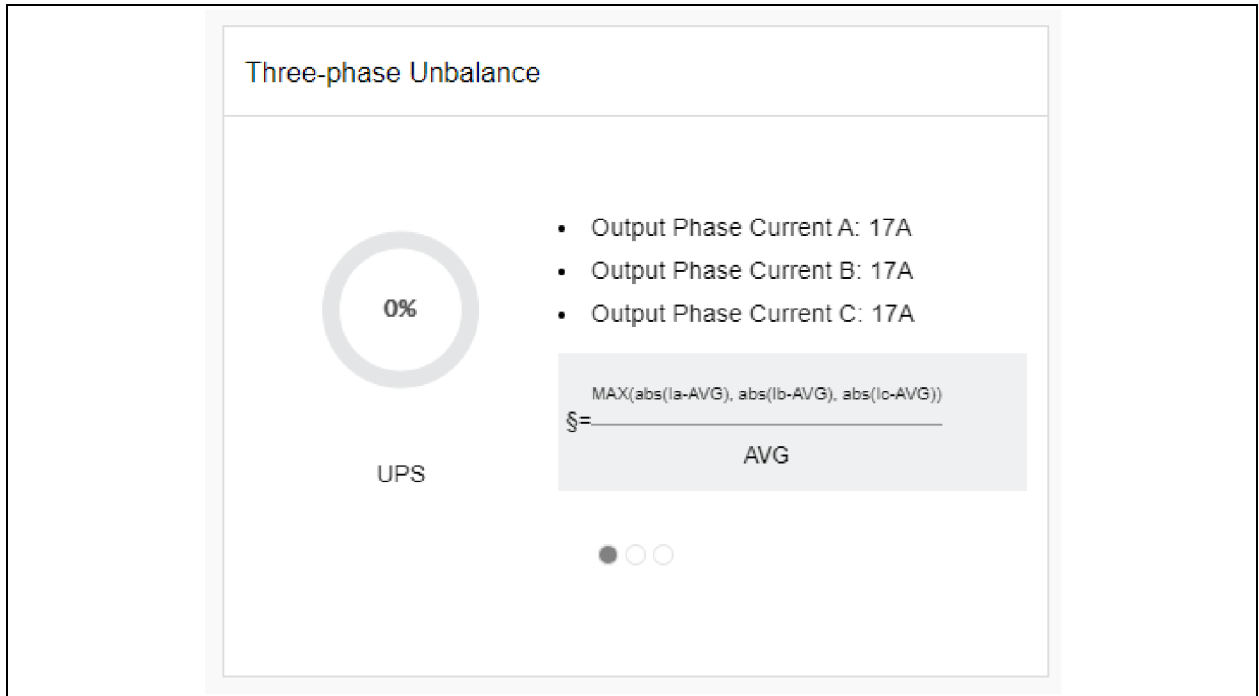 Three-phase Unbalance
0%
UPS
• Output Phase Current A: 17A
• Output Phase Current B: 17A
• Output Phase Current C: 17A
MAX(abs(Ia-AVG), abs(Ib-AVG), abs(Ic-AVG))
§=
AVG